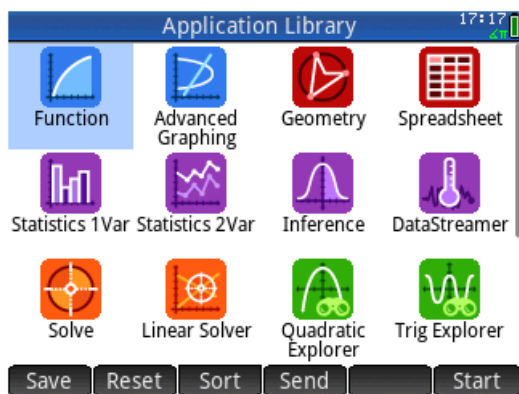 Application Library
17:17
∡π
Function
Advanced Graphing
Geometry
Spreadsheet
Statistics 1Var
Statistics 2Var
Inference
DataStreamer
Solve
Linear Solver
Quadratic Explorer
Trig Explorer
Save
Reset
Sort
Send
Start